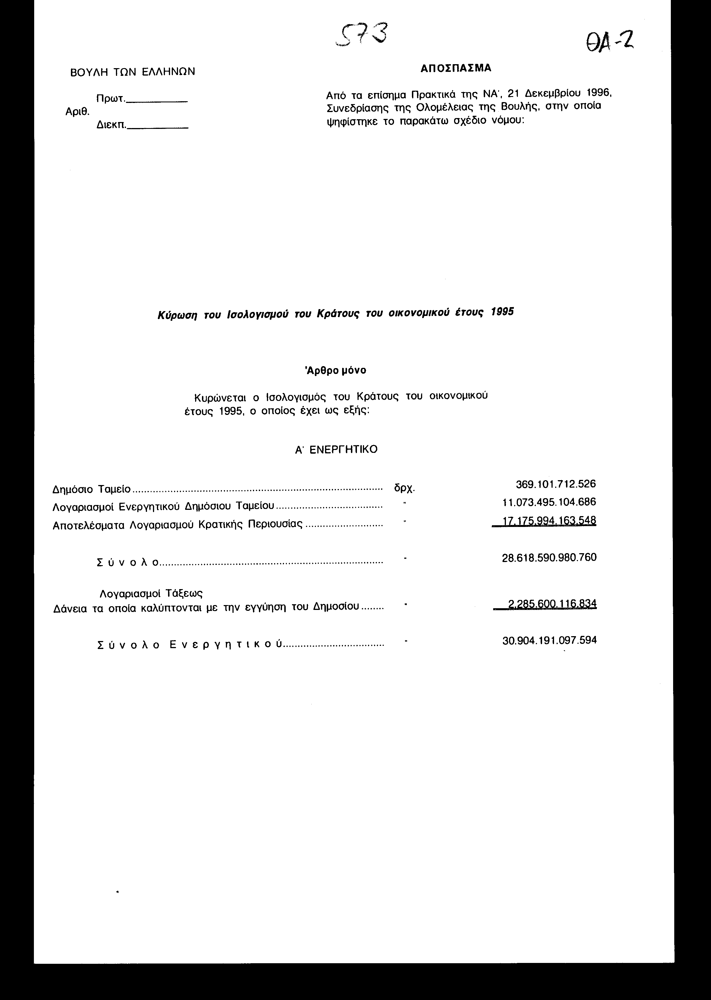 573
ΘΑ-2
ΒΟΥΛΗ ΤΩΝ ΕΛΛΗΝΩΝ
Πρωτ.
Αριθ.
Διεκπ.
ΑΠΟΣΠΑΣΜΑ
Από τα επίσημα Πρακτικά της ΝΑ', 21 Δεκεμβρίου 1996,
Συνεδρίασης της Ολομέλειας της Βουλής, στην οποία
ψηφίστηκε το παρακάτω σχέδιο νόμου:
Κύρωση του Ισολογισμού του Κράτους του οικονομικού έτους 1995
'Αρθρο μόνο
Κυρώνεται ο Ισολογισμός του Κράτους του οικονομικού
έτους 1995, ο οποίος έχει ως εξής:
Α' ΕΝΕΡΓΗΤΙΚΟ
Δημόσιο Ταμείο........ δρχ. 369.101.712.526
Λογαριασμοί Ενεργητικού Δημόσιου Ταμείου........ " 11.073.495.104.686
Αποτελέσματα Λογαριασμού Κρατικής Περιουσίας........ " 17.175.994.163.548
Σ ύ ν ο λ ο........ " 28.618.590.980.760
Λογαριασμοί Τάξεως
Δάνεια τα οποία καλύπτονται με την εγγύηση του Δημοσίου........ " 2.285.600.116.834
Σ ύ ν ο λ ο Ε ν ε ρ γ η τ ι κ ο ύ........ " 30.904.191.097.594